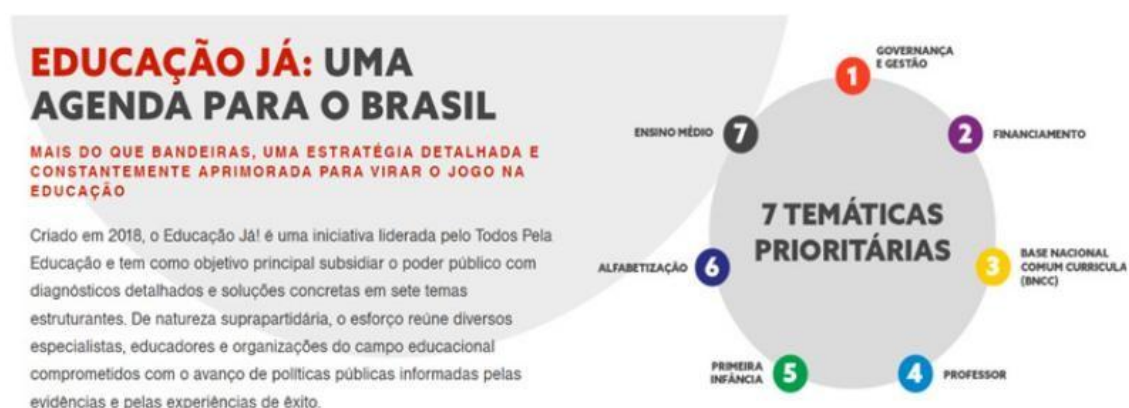 EDUCAÇÃO JÁ: UMA
AGENDA PARA O BRASIL
MAIS DO QUE BANDEIRAS, UMA ESTRATÉGIA DETALHADA E
CONSTANTEMENTE APRIMORADA PARA VIRAR O JOGO NA
EDUCAÇÃO
Criado em 2018, o Educação Já! é uma iniciativa liderada pelo Todos Pela
Educação e tem como objetivo principal subsidiar o poder público com
diagnósticos detalhados e soluções concretas em sete temas
estruturantes. De natureza suprapartidária, o esforço reúne diversos
especialistas, educadores e organizações do campo educacional
comprometidos com o avanço de políticas públicas informadas pelas
evidências e pelas experiências de êxito.
7 TEMÁTICAS
PRIORITÁRIAS
1 GOVERNANÇA
E GESTÃO
2 FINANCIAMENTO
3 BASE NACIONAL
COMUM CURRICULA
(BNCC)
4 PROFESSOR
5 PRIMEIRA
INFÂNCIA
6 ALFABETIZAÇÃO
7 ENSINO MÉDIO